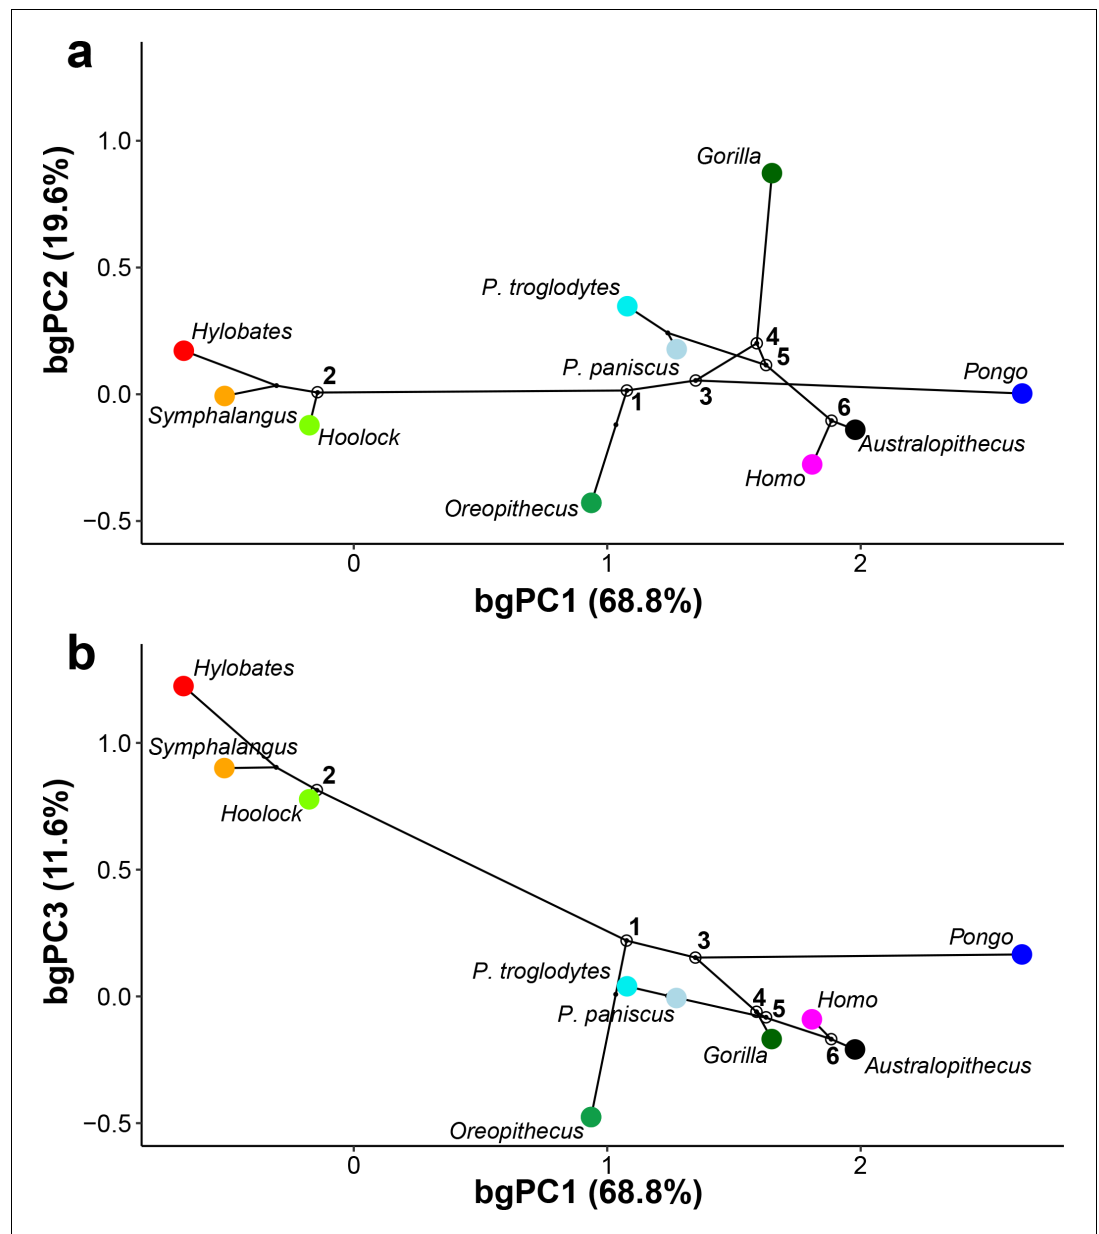 a
bgPC2 (19.6%)
1.0
0.5
0.0
−0.5
Gorilla
P. troglodytes
Hylobates
4
5
P. paniscus
Pongo
2
1
3
6
Symphalangus
Hoolock
Australopithecus
Homo
Oreopithecus
0
1
2
bgPC1 (68.8%)
b
bgPC3 (11.6%)
1.0
0.5
0.0
−0.5
Hylobates
Symphalangus
2
Hoolock
1
3
Pongo
P. troglodytes
4
5
Homo
P. paniscus
Gorilla
6
Australopithecus
Oreopithecus
0
1
2
bgPC1 (68.8%)